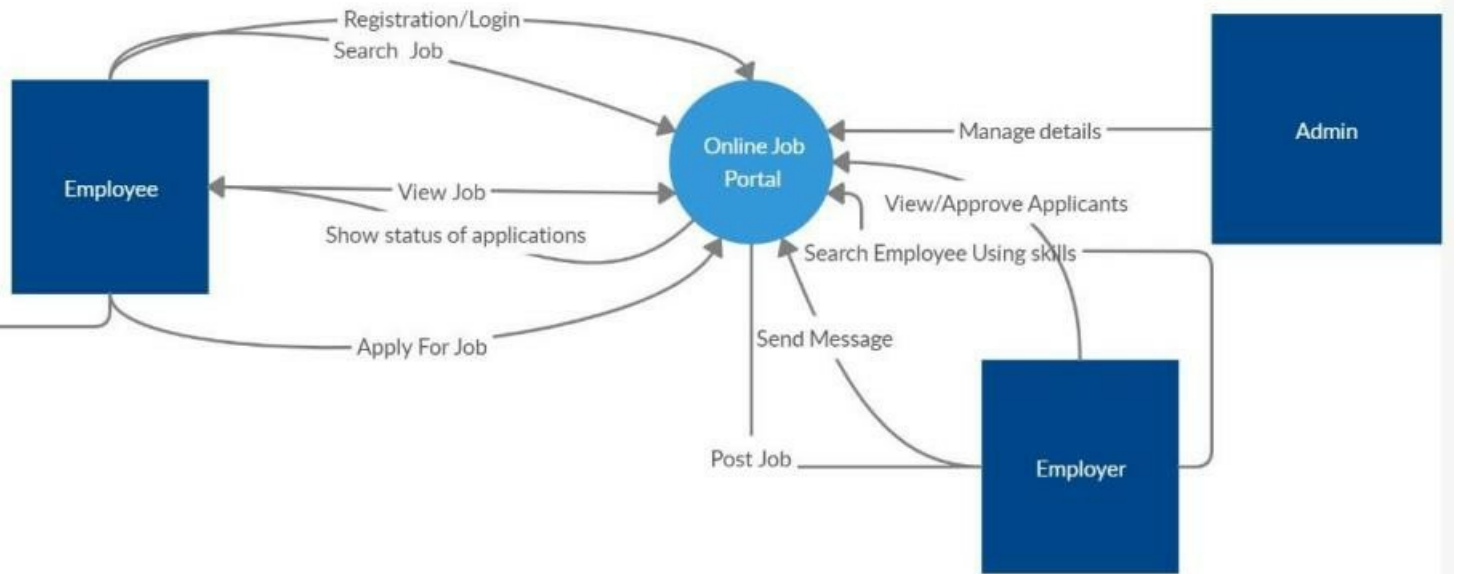 Registration/Login
Search Job
Online Job
Portal
Manage details
Admin
Employee
View Job
View/Approve Applicants
Show status of applications
Search Employee Using skills
Apply For Job
Send Message
Post Job
Employer